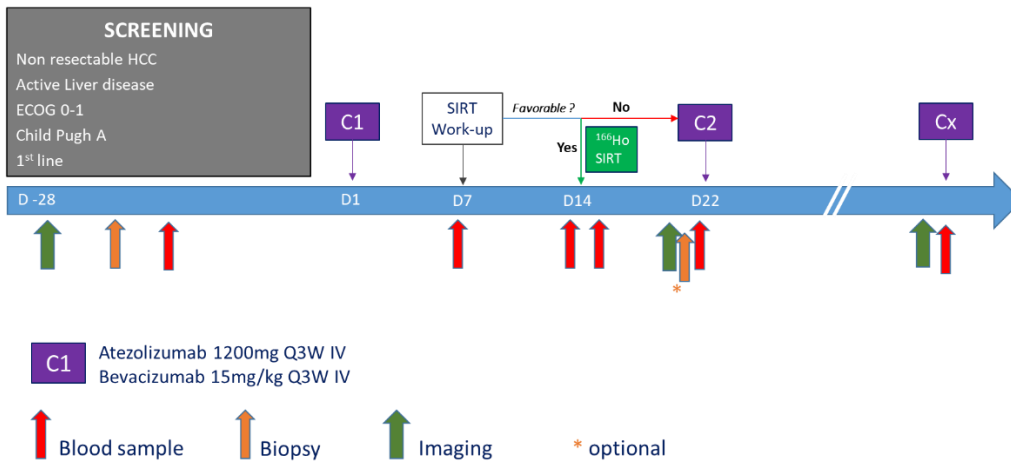 SCREENING
Non resectable HCC
Active Liver disease
ECOG 0-1
Child Pugh A
1st line
C1
SIRT
Work-up
Favorable ?
No
Yes
166Ho
SIRT
C2
Cx
D -28
D1
D7
D14
D22
*
C1
Atezolizumab 1200mg Q3W IV
Bevacizumab 15mg/kg Q3W IV
Blood sample
Biopsy
Imaging
* optional